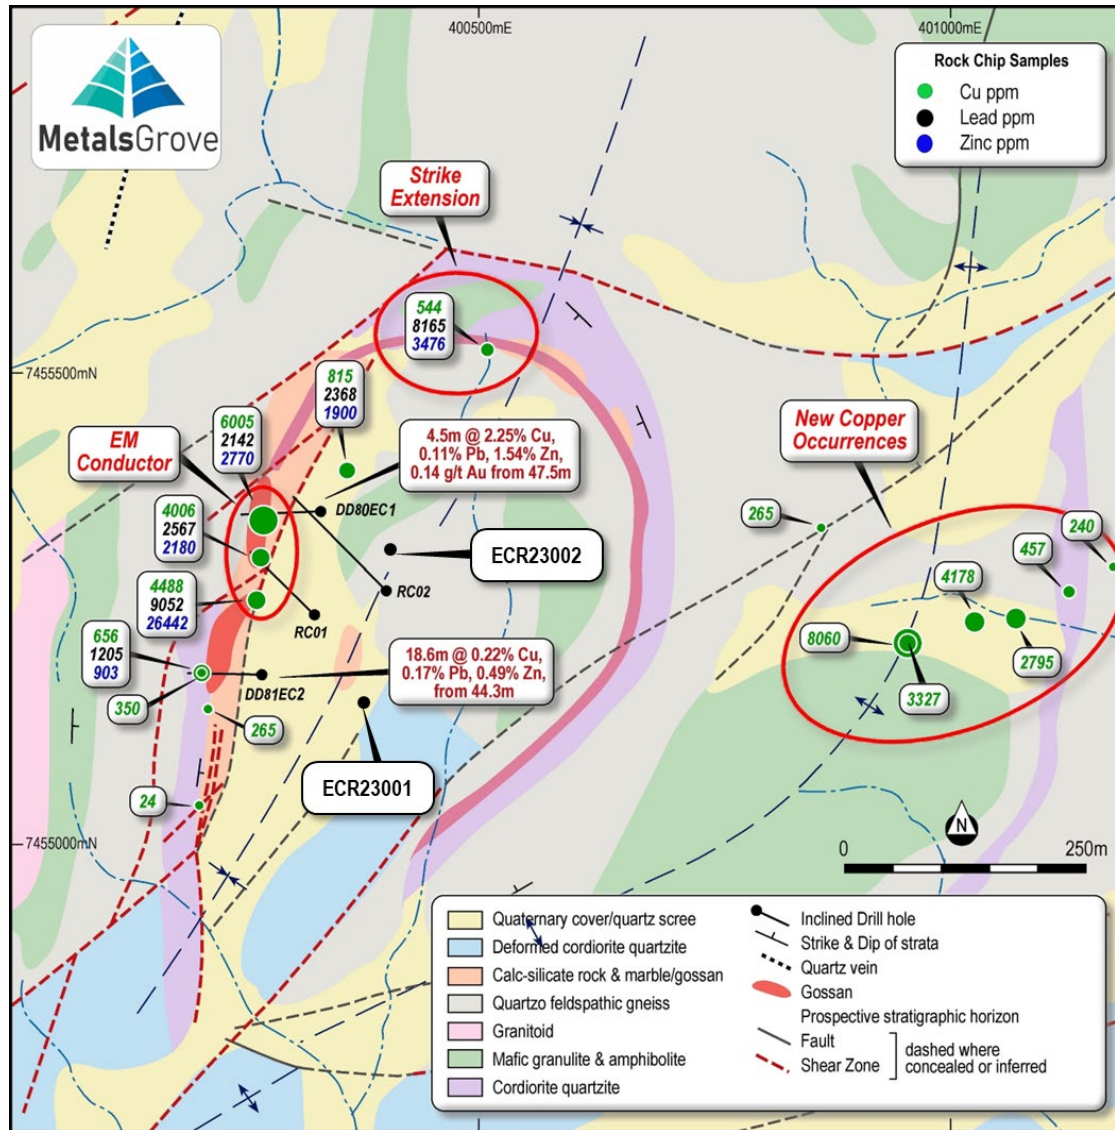 400500mE
401000mE
MetalsGrove
Rock Chip Samples
Cu ppm
Lead ppm
Zinc ppm
Strike
Extension
544
8165
3476
7455500mN
815
2368
1900
6005
2142
2770
EM
Conductor
4.5m @ 2.25% Cu,
0.11% Pb, 1.54% Zn,
0.14 g/t Au from 47.5m
New Copper
Occurrences
DD80EC1
4006
2567
2180
265
240
457
ECR23002
4488
9052
26442
RC02
RC01
4178
656
1205
903
8060
2795
18.6m @ 0.22% Cu,
0.17% Pb, 0.49% Zn,
from 44.3m
DD81EC2
3327
350
265
ECR23001
24
N
7455000mN
0
250m
Quaternary cover/quartz scree
Deformed cordiorite quartzite
Calc-silicate rock & marble/gossan
Quartzo feldspathic gneiss
Granitoid
Mafic granulite & amphibolite
Cordiorite quartzite
Inclined Drill hole
Strike & Dip of strata
Quartz vein
Gossan
Prospective stratigraphic horizon
Fault
Shear Zone
dashed where
concealed or inferred